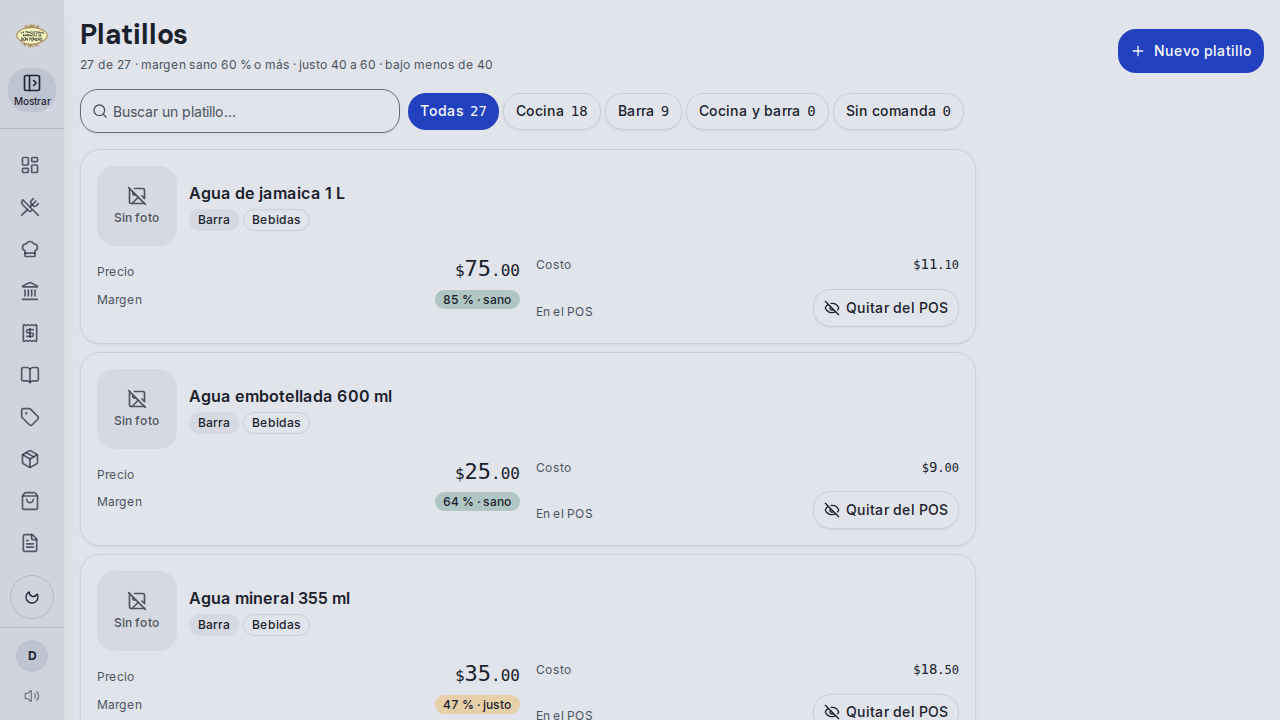 Platillos
27 de 27 · margen sano 60 % o más · justo 40 a 60 · bajo menos de 40
Nuevo platillo
Mostrar
Buscar un platillo…
Todas 27
Cocina 18
Barra 9
Cocina y barra 0
Sin comanda 0
Sin foto
Agua de jamaica 1 L
Barra
Bebidas
Precio
$75.00
Costo
$11.10
Margen
85 % · sano
En el POS
Quitar del POS
Sin foto
Agua embotellada 600 ml
Barra
Bebidas
Precio
$25.00
Costo
$9.00
Margen
64 % · sano
En el POS
Quitar del POS
Sin foto
Agua mineral 355 ml
Barra
Bebidas
Precio
$35.00
Costo
$18.50
Margen
47 % · justo
En el POS
Quitar del POS
D